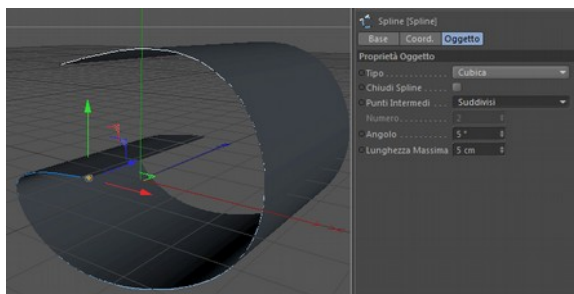 Spline [Spline]
Base Coord. Oggetto
Proprietà Oggetto
Tipo . . . . . . . . . . . Cubica
Chiudi Spline . . . .
Punti Intermedi . . Suddivisi
Numero . . . . . . . . 2
Angolo . . . . . . . . 5 °
Lunghezza Massima 5 cm